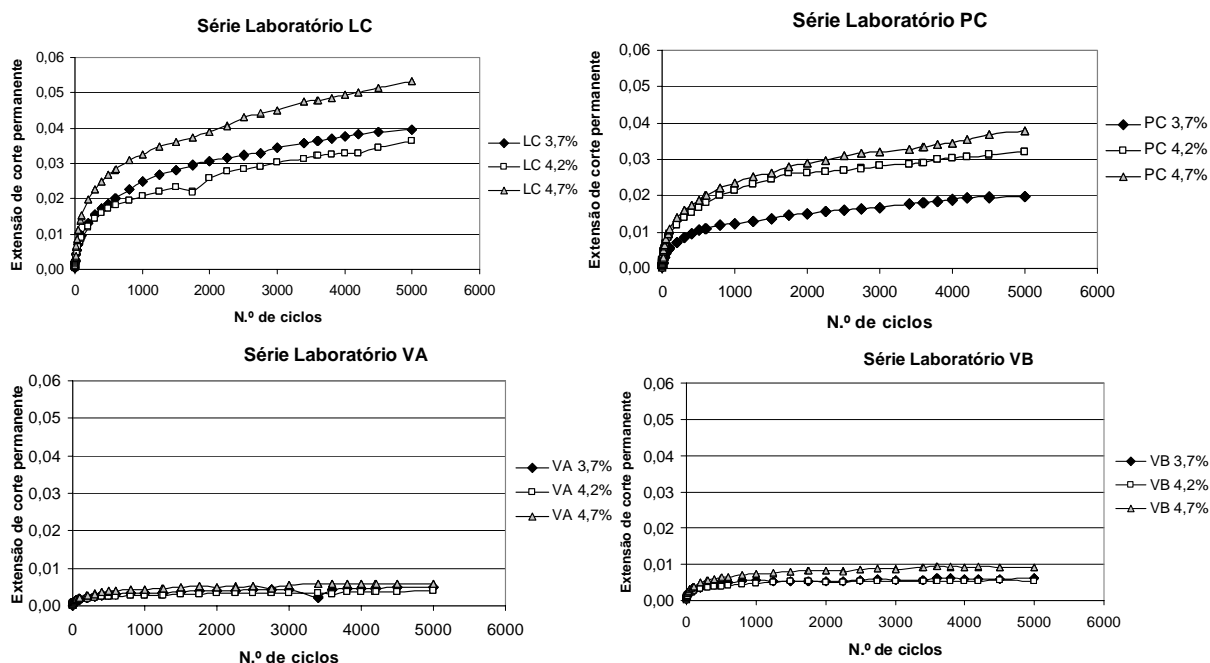 Série Laboratório LC
Extensão de corte permanente
0,06
0,05
0,04
0,03
0,02
0,01
0,00
0 1000 2000 3000 4000 5000 6000
N.º de ciclos
LC 3,7%
LC 4,2%
LC 4,7%
Série Laboratório PC
Extensão de corte permanente
0,06
0,05
0,04
0,03
0,02
0,01
0,00
0 1000 2000 3000 4000 5000 6000
N.º de ciclos
PC 3,7%
PC 4,2%
PC 4,7%
Série Laboratório VA
Extensão de corte permanente
0,06
0,05
0,04
0,03
0,02
0,01
0,00
0 1000 2000 3000 4000 5000 6000
N.º de ciclos
VA 3,7%
VA 4,2%
VA 4,7%
Série Laboratório VB
Extensão de corte permanente
0,06
0,05
0,04
0,03
0,02
0,01
0,00
0 1000 2000 3000 4000 5000 6000
N.º de ciclos
VB 3,7%
VB 4,2%
VB 4,7%